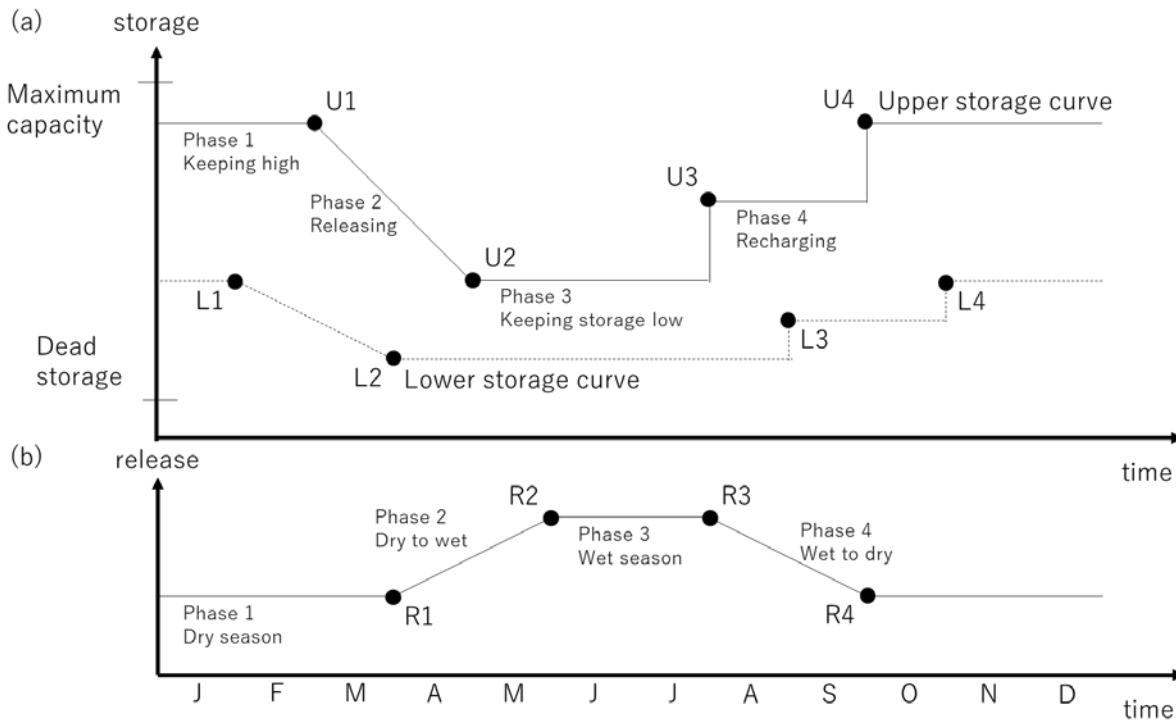 (a)
storage
Maximum
capacity
U1
U4
Upper storage curve
Phase 1
Keeping high
Phase 2
Releasing
U3
Phase 4
Recharging
U2
Phase 3
Keeping storage low
L1
L4
L3
Dead
storage
L2
Lower storage curve
time
(b)
release
R2
R3
Phase 2
Dry to wet
Phase 3
Wet season
Phase 4
Wet to dry
Phase 1
Dry season
R1
R4
J F M A M J J A S O N D
time